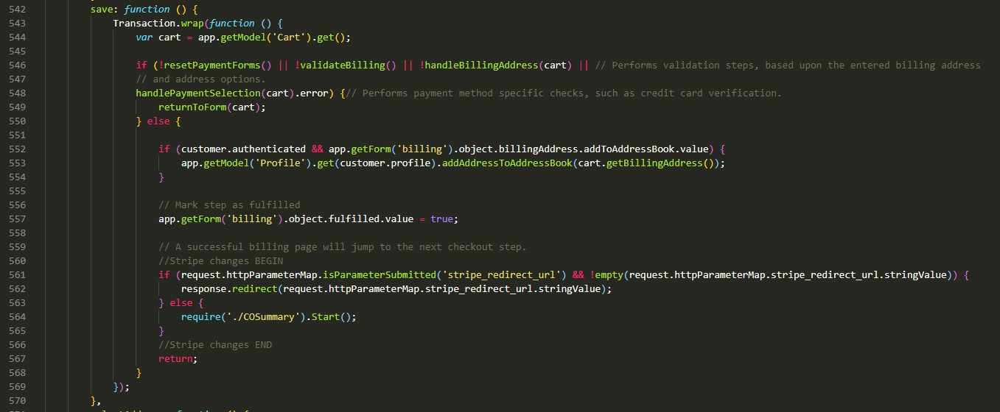 542 save: function () {
543 Transaction.wrap(function () {
544 var cart = app.getModel('Cart').get();
545
546 if (!resetPaymentForms() || !validateBilling() || !handleBillingAddress(cart) || // Performs validation steps, based upon the entered billing address
547 // and address options.
548 handlePaymentSelection(cart).error) {// Performs payment method specific checks, such as credit card verification.
549 returnToForm(cart);
550 } else {
551
552 if (customer.authenticated && app.getForm('billing').object.billingAddress.addToAddressBook.value) {
553 app.getModel('Profile').get(customer.profile).addAddressToAddressBook(cart.getBillingAddress());
554 }
555
556 // Mark step as fulfilled
557 app.getForm('billing').object.fulfilled.value = true;
558
559 // A successful billing page will jump to the next checkout step.
560 //Stripe changes BEGIN
561 if (request.httpParameterMap.isParameterSubmitted('stripe_redirect_url') && !empty(request.httpParameterMap.stripe_redirect_url.stringValue)) {
562 response.redirect(request.httpParameterMap.stripe_redirect_url.stringValue);
563 } else {
564 require('./COSummary').Start();
565 }
566 //Stripe changes END
567 return;
568 }
569 });
570 },